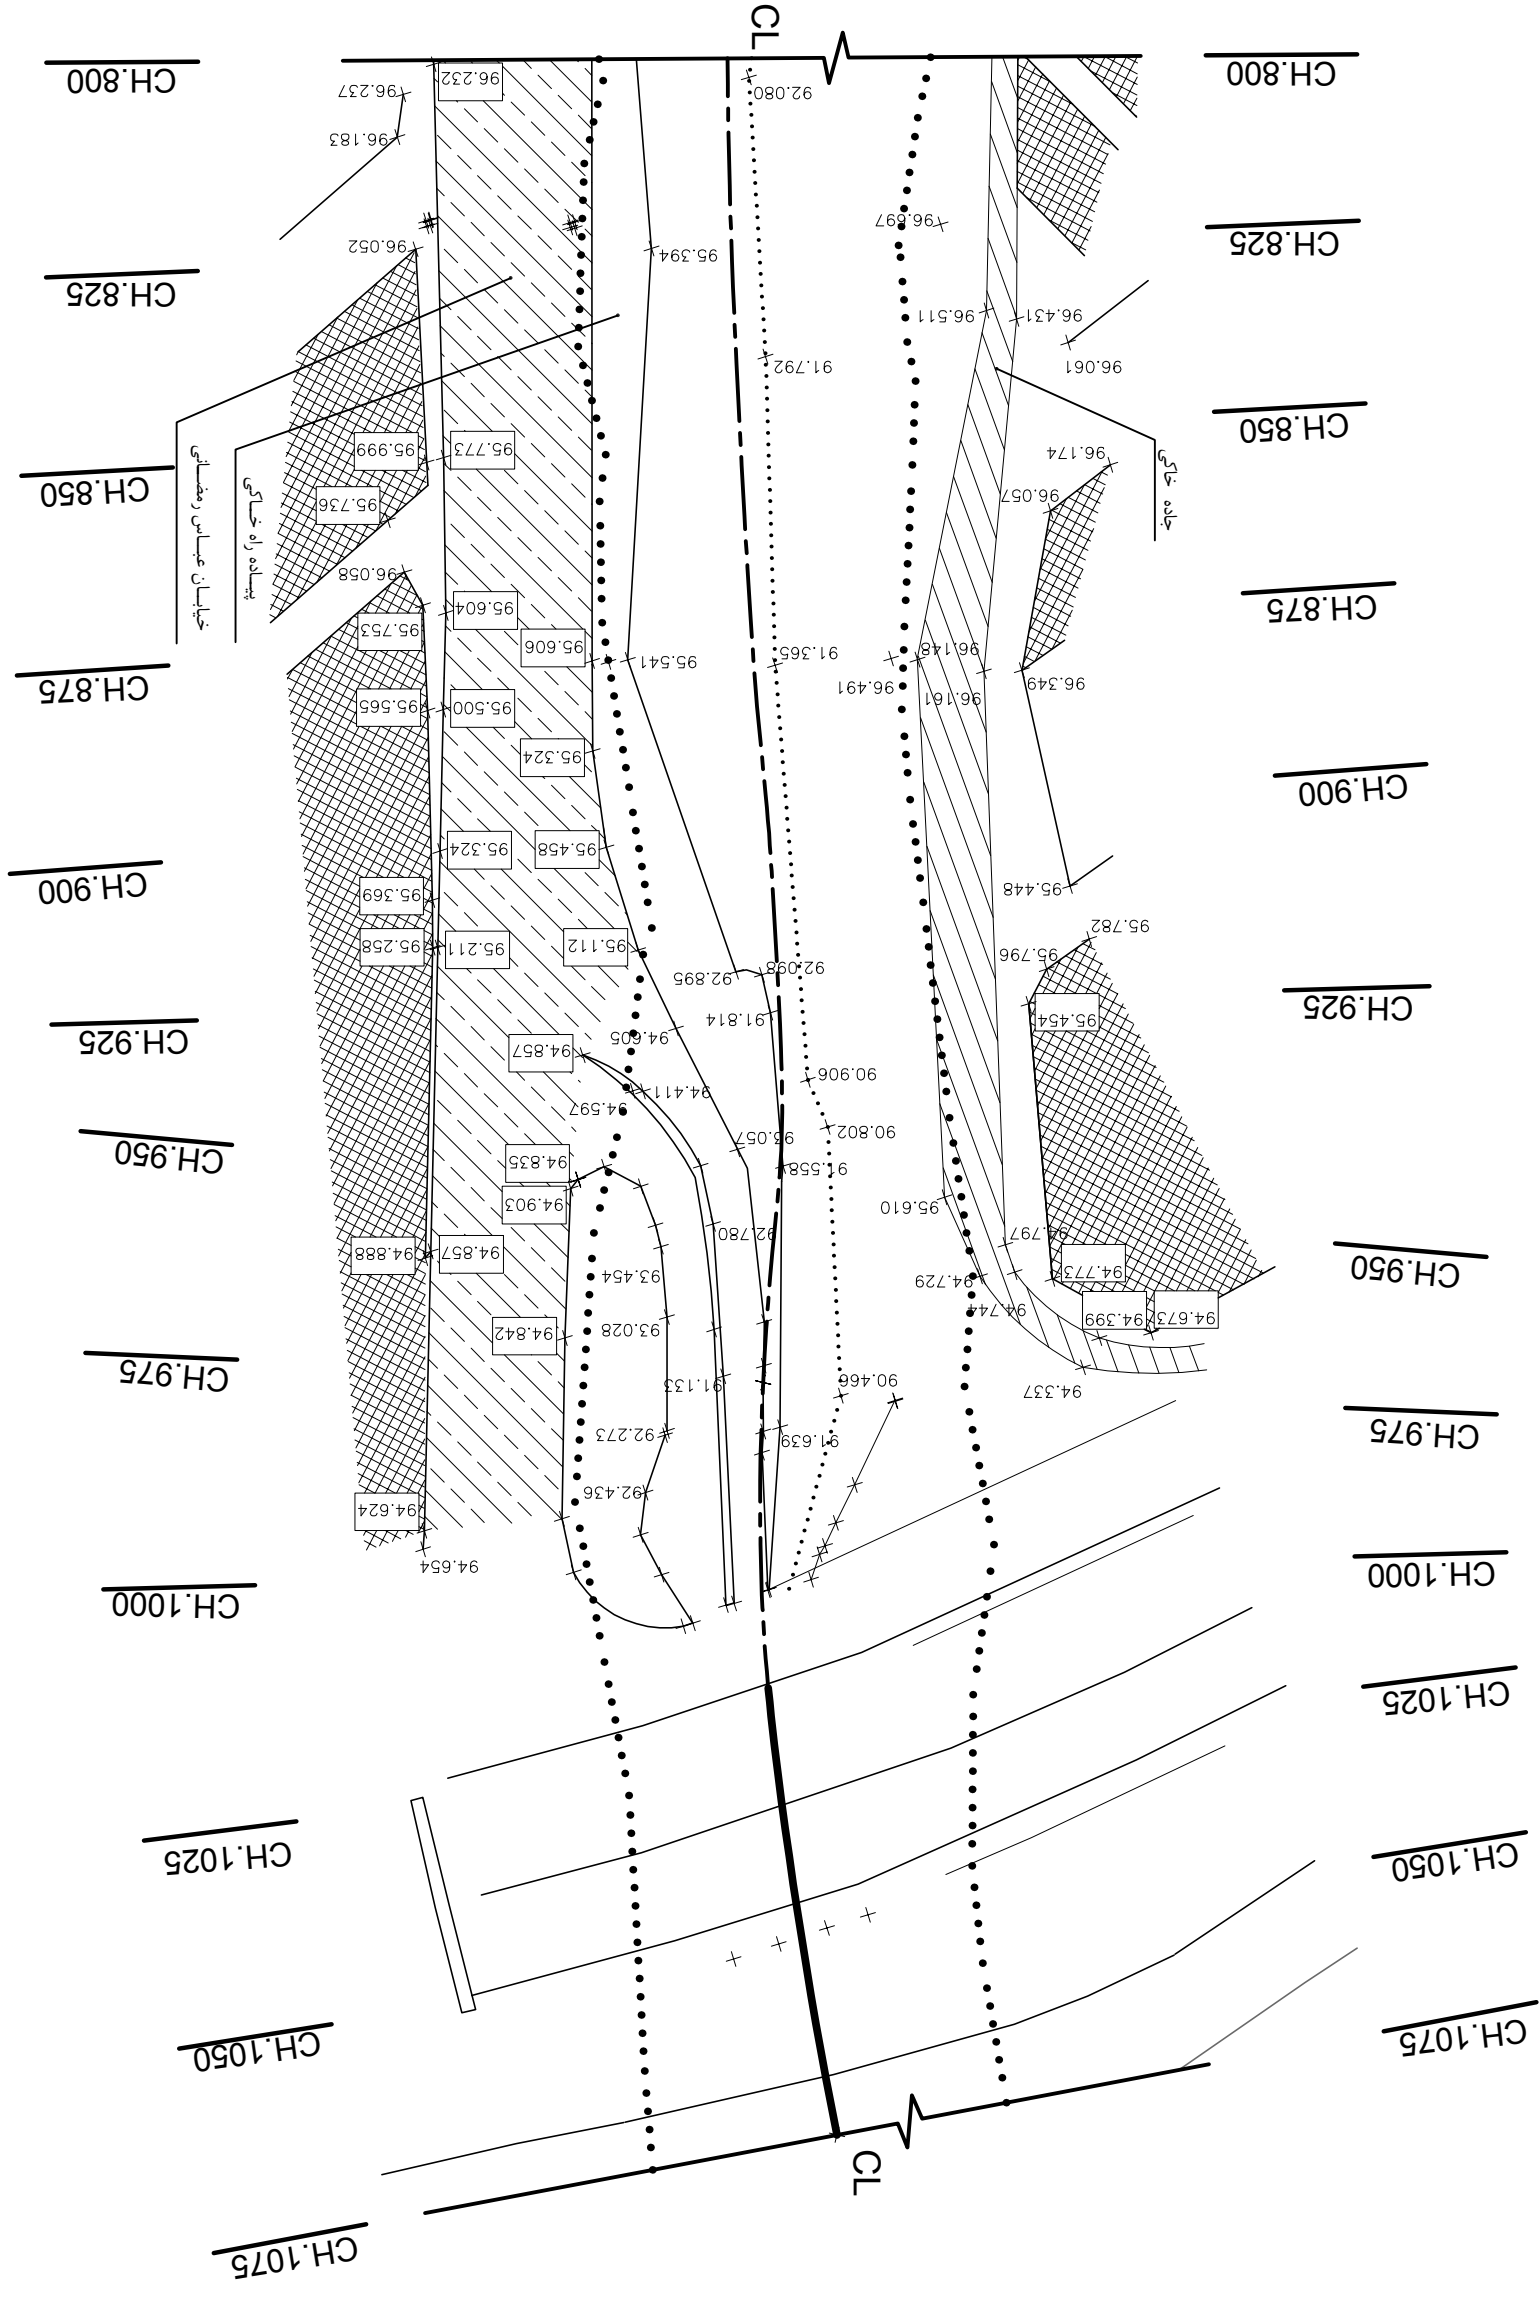 CL
CH.800
CH.800
96.232
96.237
92.080
96.183
96.697
CH.825
96.052
95.394
CH.825
96.511
96.431
91.792
96.061
CH.850
95.999
95.773
96.174
CH.850
95.736
96.057
خیابان عباس رمضانی
پیاده راه خاکی
جاده خاکی
96.058
95.604
CH.875
95.753
95.606
95.541
91.365
96.148
CH.875
95.565
95.500
96.491
96.161
96.349
95.324
CH.900
95.324
95.458
CH.900
95.369
95.448
95.258
95.211
95.112
95.782
95.796
92.895
92.098
CH.925
CH.925
91.814
95.454
94.605
94.857
90.906
94.411
94.597
90.802
CH.950
93.057
94.835
91.558
94.903
95.610
94.888
94.857
92.780
94.797
CH.950
93.454
94.729
94.773
94.744
94.842
93.028
94.399
94.673
CH.975
91.133
90.466
94.337
92.273
91.639
CH.975
92.436
94.624
94.654
CH.1000
CH.1000
CH.1025
CH.1025
CH.1050
CH.1050
CH.1075
CL
CH.1075